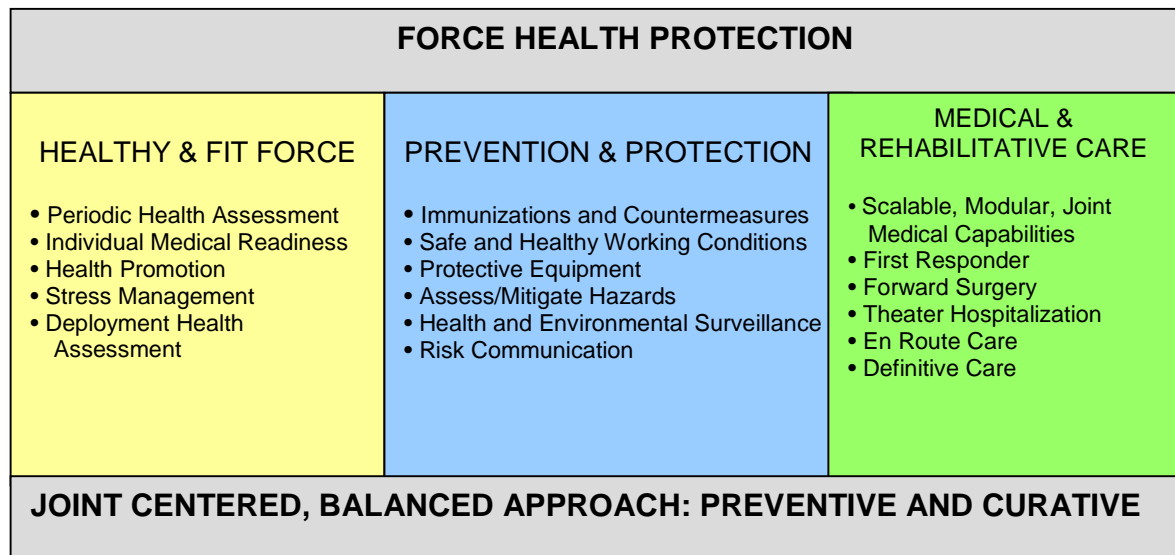 FORCE HEALTH PROTECTION
HEALTHY & FIT FORCE
• Periodic Health Assessment
• Individual Medical Readiness
• Health Promotion
• Stress Management
• Deployment Health
Assessment
PREVENTION & PROTECTION
• Immunizations and Countermeasures
• Safe and Healthy Working Conditions
• Protective Equipment
• Assess/Mitigate Hazards
• Health and Environmental Surveillance
• Risk Communication
MEDICAL &
REHABILITATIVE CARE
• Scalable, Modular, Joint
Medical Capabilities
• First Responder
• Forward Surgery
• Theater Hospitalization
• En Route Care
• Definitive Care
JOINT CENTERED, BALANCED APPROACH: PREVENTIVE AND CURATIVE